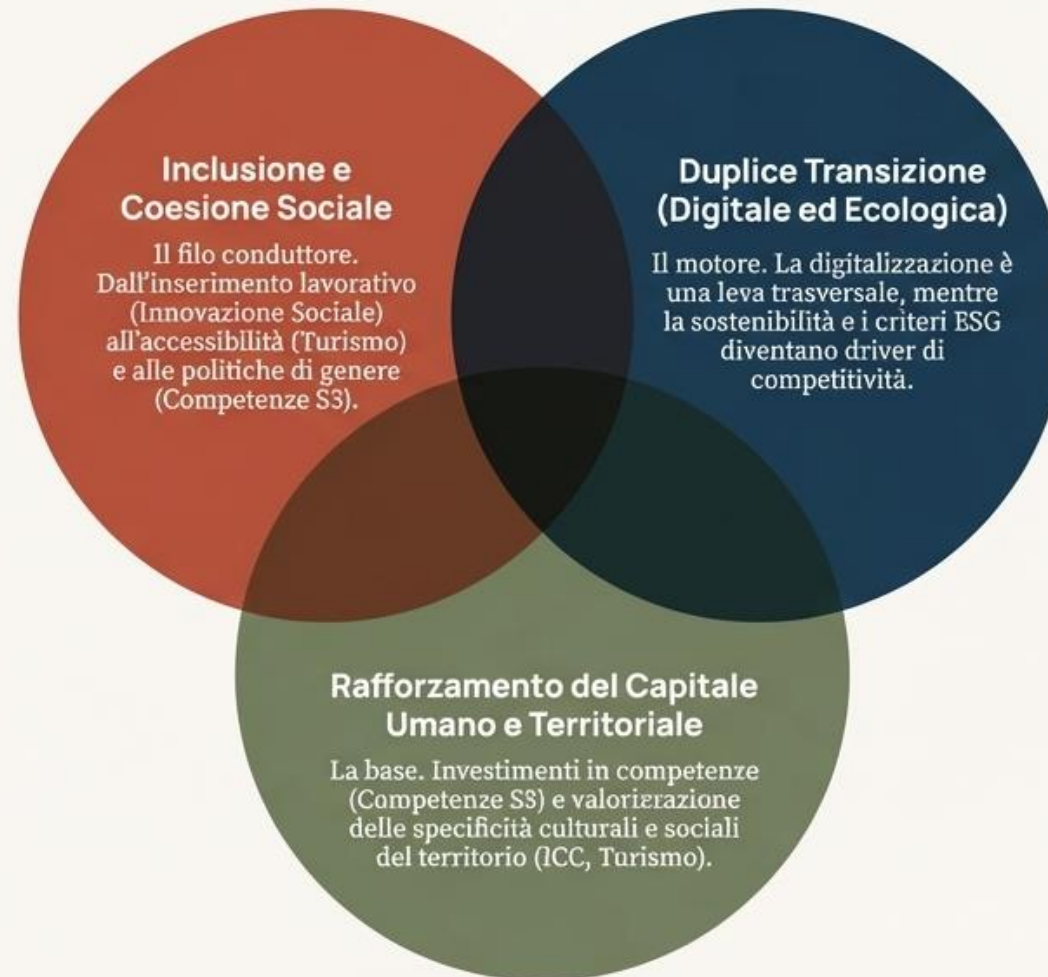 Inclusione e
Coesione Sociale
Il filo conduttore.
Dall'inserimento lavorativo
(Innovazione Sociale)
all'accessibilità (Turismo)
e alle politiche di genere
(Competenze S3).
Duplice Transizione
(Digitale ed Ecologica)
Il motore. La digitalizzazione è
una leva trasversale, mentre
la sostenibilità e i criteri ESG
diventano driver di
competitività.
Rafforzamento del Capitale
Umano e Territoriale
La base. Investimenti in competenze
(Competenze S3) e valorizzazione
delle specificità culturali e sociali
del territorio (ICC, Turismo).